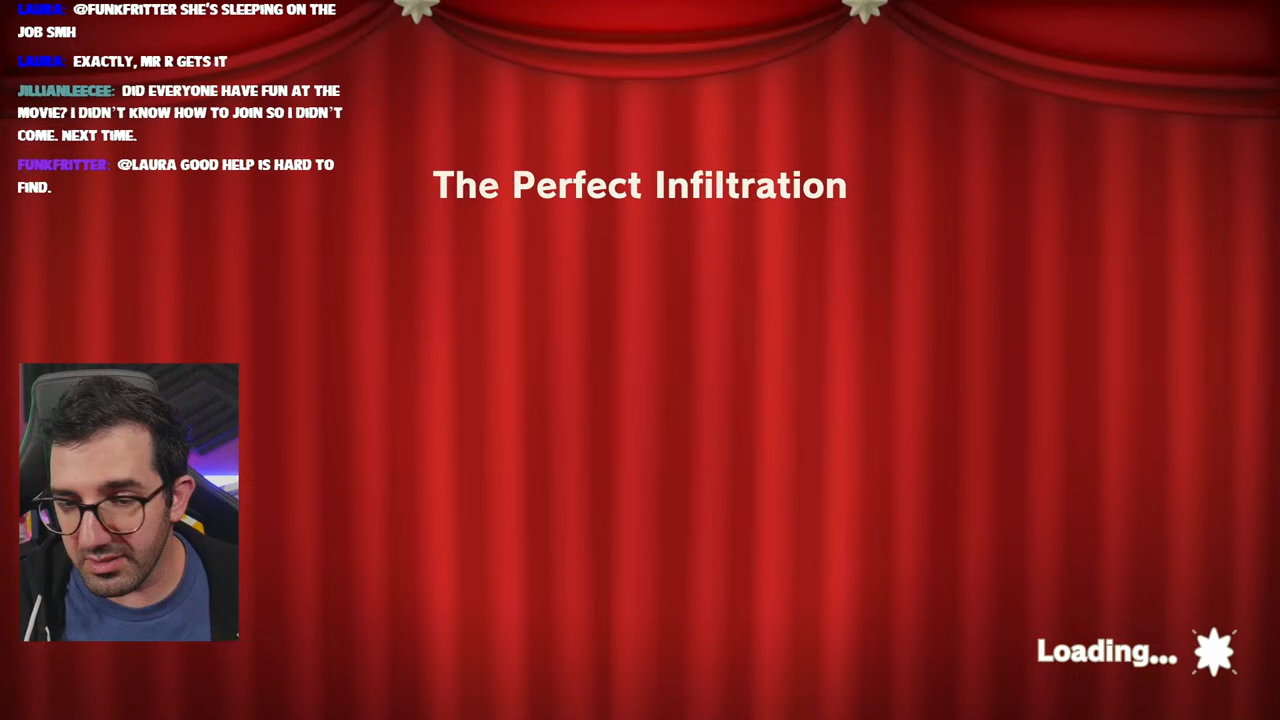 LAURA: @FUNKFRITTER SHE'S SLEEPING ON THE
JOB SMH
LAURA: EXACTLY, MR R GETS IT
JILLIANLEECEE: DID EVERYONE HAVE FUN AT THE
MOVIE? I DIDN'T KNOW HOW TO JOIN SO I DIDN'T
COME. NEXT TIME.
FUNKFRITTER: @LAURA GOOD HELP IS HARD TO
FIND.
The Perfect Infiltration
Loading...